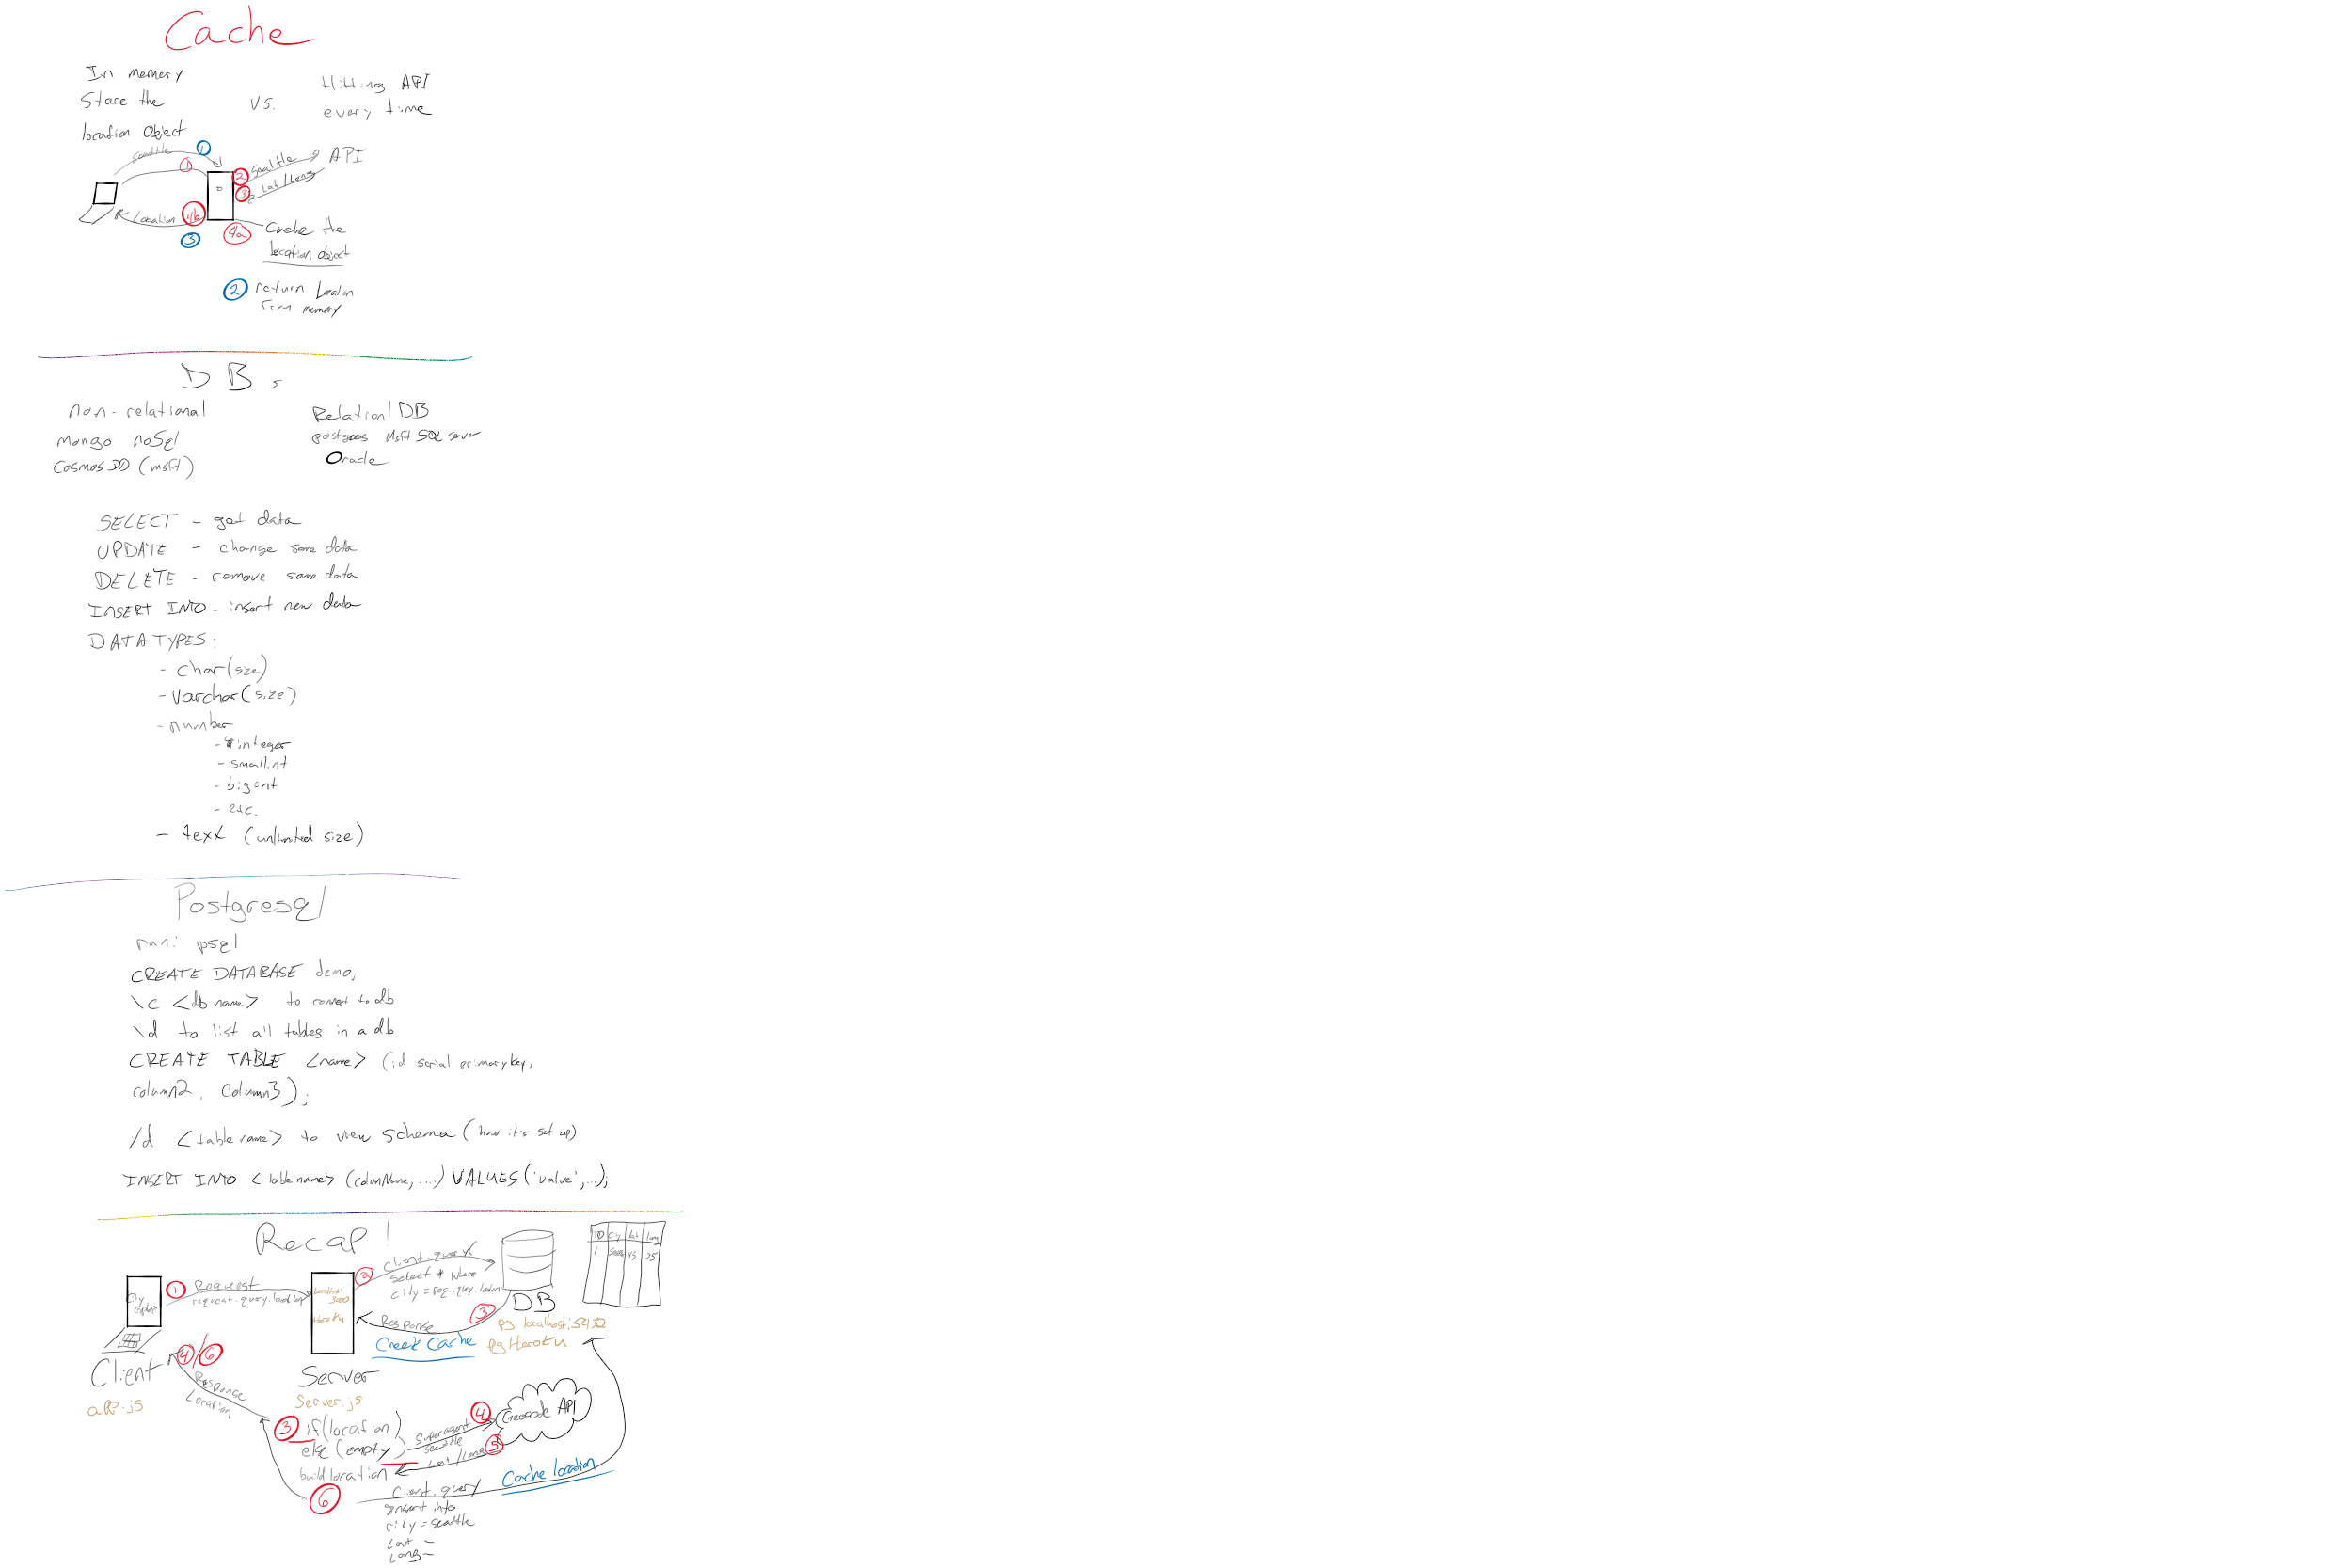 Cache
In memory
Store the
location Object
vs.
Hitting API
every time
Seattle
1
1
2
Seattle
API
3
Lat/Long
Location
4b
3
4a
Cache the
location object
2
return Location
from memory
DBs
non-relational
Mongo noSql
CosmosDB (msft)
Relationl DB
postgres Msft SQL server
Oracle
SELECT - get data
UPDATE - change some data
DELETE - remove some data
INSERT INTO - insert new data
DATA TYPES:
- char(size)
- varchar(size)
- number
- integer
- smallint
- bigint
- etc.
- text (unlimited size)
Postgresql
run: psql
CREATE DATABASE demo;
\c <db name> to connect to db
\d to list all tables in a db
CREATE TABLE <name> (id serial primary key,
column2, column3);
/d <table name> to view schema (how it's set up)
INSERT INTO <table name> (columName, ....) VALUES ('value', ...);
Recap!
ID City lat long
1 45 25
1
Request
request.query.location
City
3000
Heroku
2
client.query
select * where
city = req.query.location
DB
3
Response
Check Cache
pg localhost:5432
pg Heroku
Client
app.js
4/6
Response
Location
Server
Server.js
3
if(location)
else (empty)
build location
superagent
seattle
4
Geocode API
Lat/Long
5
6
Client.query
insert into
city = seattle
Lat =
Long =
Cache location